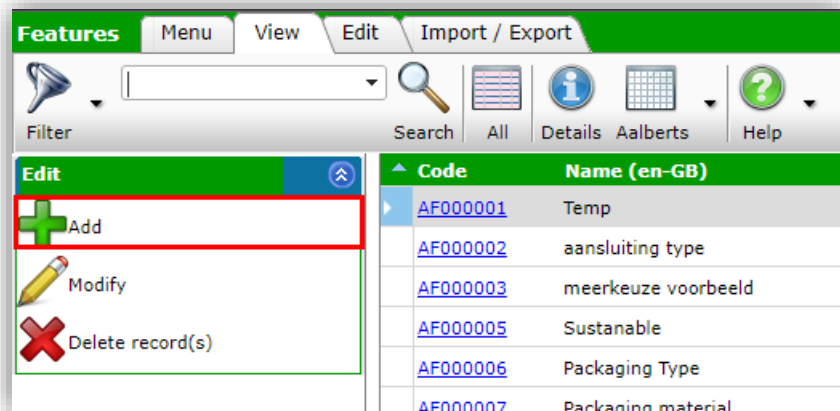 Features Menu View Edit Import / Export
Filter Search All Details Aalberts Help
Edit
Add
Modify
Delete record(s)
Code Name (en-GB)
AF000001 Temp
AF000002 aansluiting type
AF000003 meerkeuze voorbeeld
AF000005 Sustanable
AF000006 Packaging Type
AF000007 Packaging material